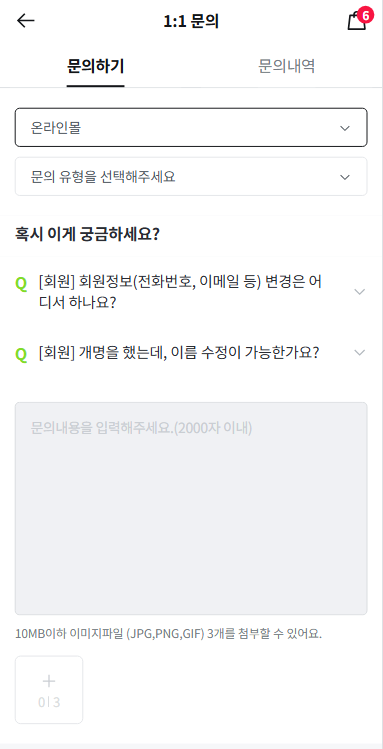 1:1 문의
6
문의하기
문의내역
온라인몰
문의 유형을 선택해주세요
혹시 이게 궁금하세요?
Q [회원] 회원정보(전화번호, 이메일 등) 변경은 어
디서 하나요?
Q [회원] 개명을 했는데, 이름 수정이 가능한가요?
문의내용을 입력해주세요.(2000자 이내)
10MB이하 이미지파일 (JPG,PNG,GIF) 3개를 첨부할 수 있어요.
+
0 | 3